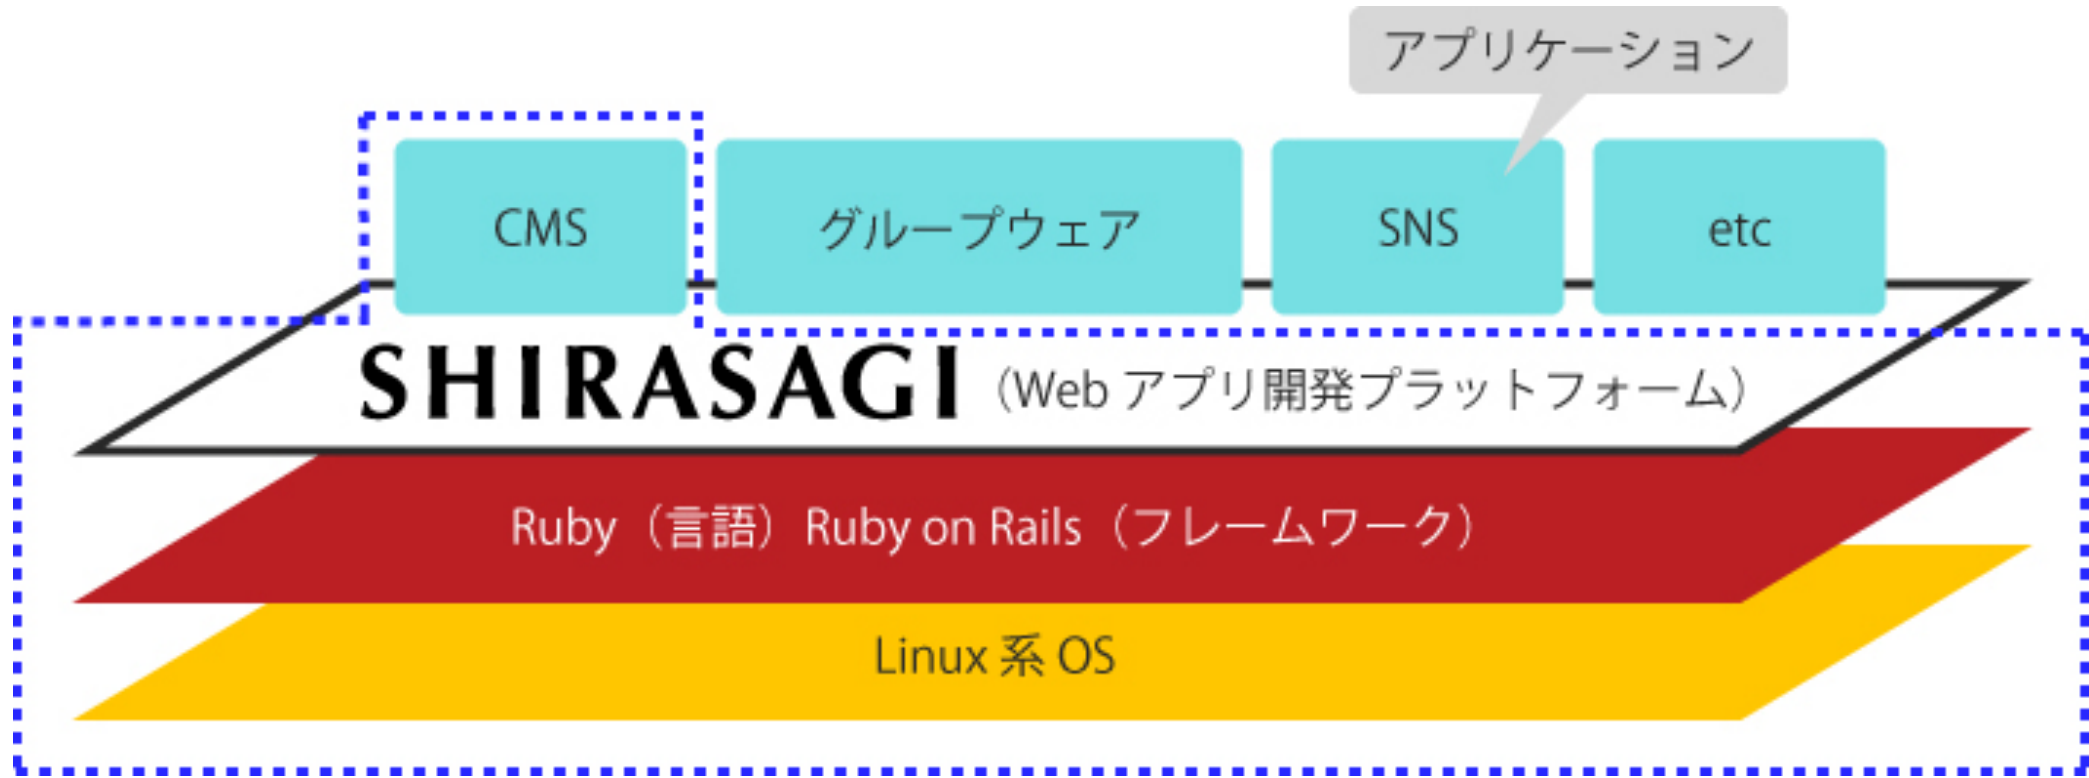 アプリケーション
CMS
グループウェア
SNS
etc
SHIRASAGI（Web アプリ開発プラットフォーム）
Ruby（言語）Ruby on Rails（フレームワーク）
Linux 系 OS